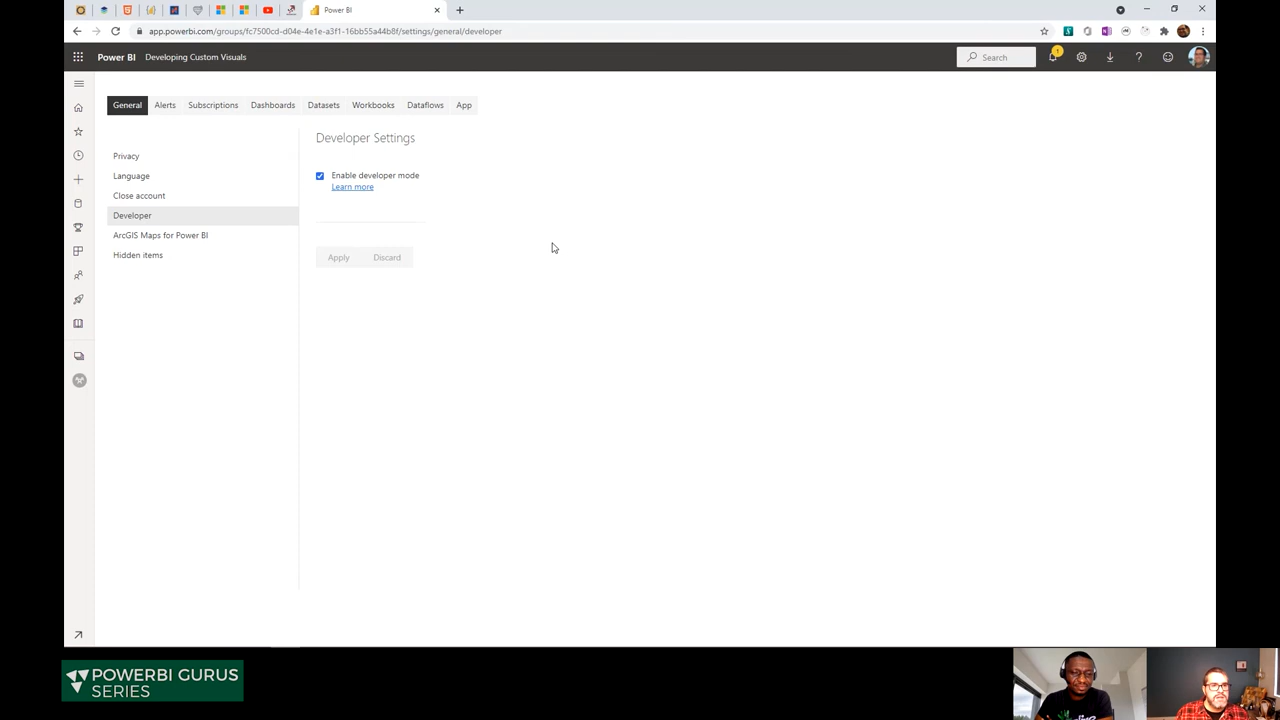 Power BI
app.powerbi.com/groups/fc7500cd-d04e-4e1e-a3f1-16bb55a44b8f/settings/general/developer
Power BI Developing Custom Visuals
Search
1
General Alerts Subscriptions Dashboards Datasets Workbooks Dataflows App
Developer Settings
Privacy
Language
Close account
Developer
ArcGIS Maps for Power BI
Hidden items
Enable developer mode
Learn more
Apply Discard
POWERBI GURUS
SERIES